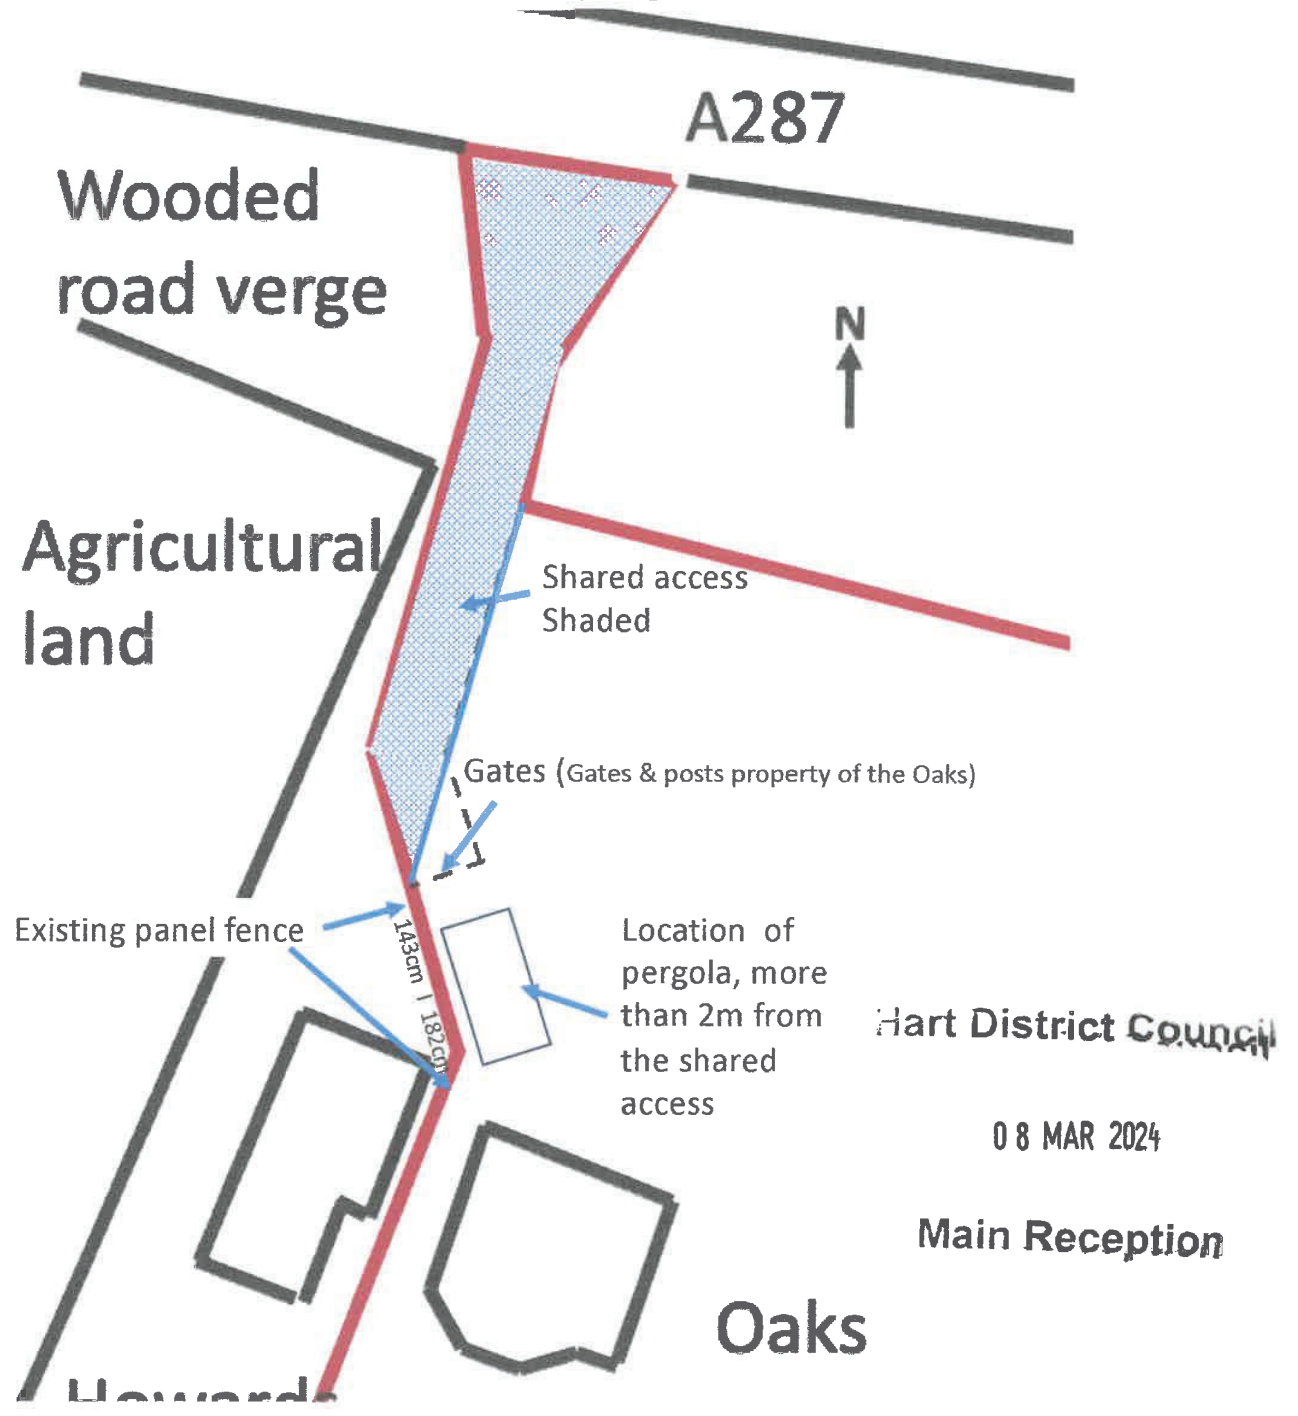 A287
Wooded
road verge
N
Agricultural
land
Shared access
Shaded
Gates (Gates & posts property of the Oaks)
Existing panel fence
143cm | 182cm
Location of
pergola, more
than 2m from
the shared
access
Hart District Council
08 MAR 2024
Main Reception
Oaks
Howards